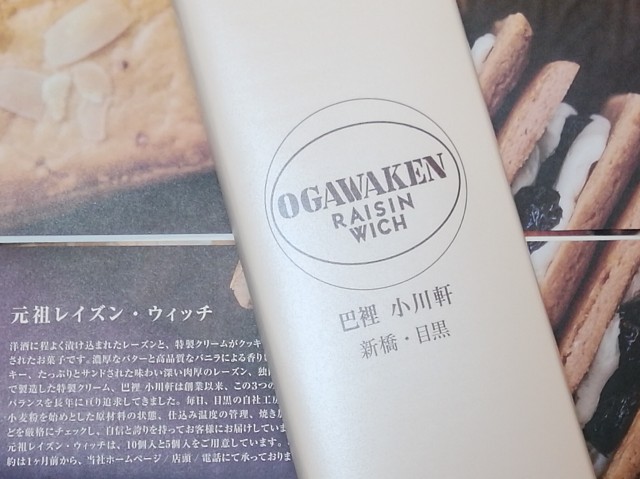 OGAWAKEN
RAISIN
WICH
巴裡 小川軒
新橋・目黒
元祖レイズン・ウィッチ
洋酒に程よく漬け込まれたレーズンと、特製クリームがクッキ
されたお菓子です。濃厚なバターと高品質なバニラによる香り
キー、たっぷりとサンドされた味わい深い肉厚のレーズン、独
で製造した特製クリーム、巴裡 小川軒は創業以来、この3つの
バランスを長年に亘り追求してきました。毎日、目黒の自社工
小麦粉を始めとした原材料の状態、仕込み温度の管理、焼き
どを厳格にチェックし、自信と誇りを持ってお客様にお届けしていま
元祖レイズン・ウィッチは、10個入と5個入をご用意しています。
約は1ヶ月前から、当社ホームページ/店頭/電話にて承っておりま